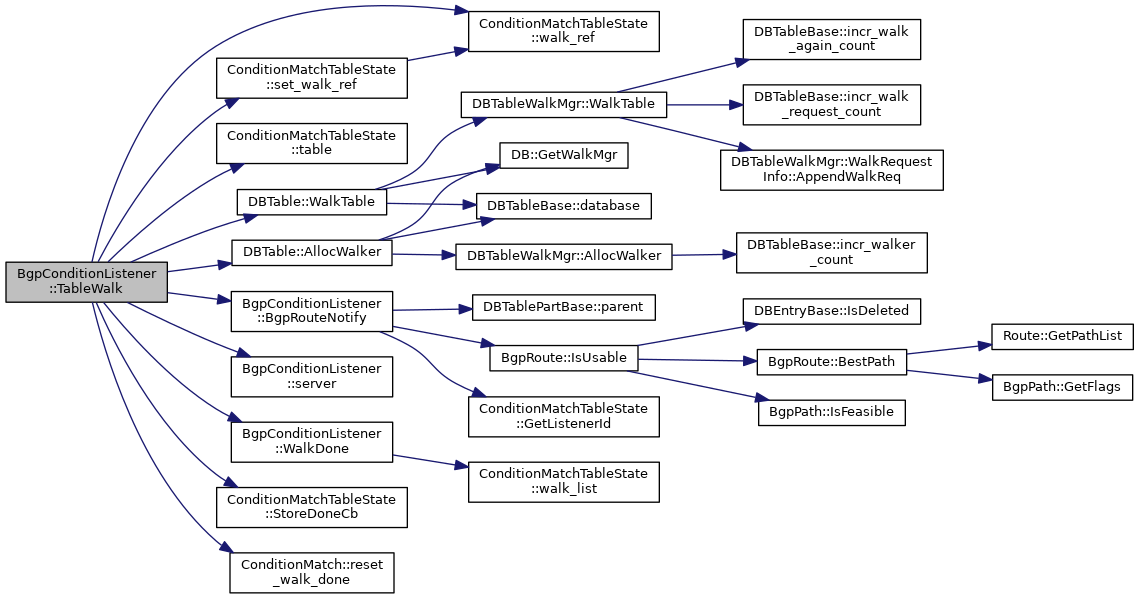 BgpConditionListener
::TableWalk
ConditionMatchTableState
::walk_ref
ConditionMatchTableState
::set_walk_ref
ConditionMatchTableState
::table
DBTable::WalkTable
DBTable::AllocWalker
BgpConditionListener
::BgpRouteNotify
BgpConditionListener
::server
BgpConditionListener
::WalkDone
ConditionMatchTableState
::StoreDoneCb
ConditionMatch::reset
_walk_done
DBTableWalkMgr::WalkTable
DB::GetWalkMgr
DBTableBase::database
DBTableWalkMgr::AllocWalker
DBTablePartBase::parent
BgpRoute::IsUsable
ConditionMatchTableState
::GetListenerId
ConditionMatchTableState
::walk_list
DBTableBase::incr_walk
_again_count
DBTableBase::incr_walk
_request_count
DBTableWalkMgr::WalkRequest
Info::AppendWalkReq
DBTableBase::incr_walker
_count
DBEntryBase::IsDeleted
BgpRoute::BestPath
BgpPath::IsFeasible
Route::GetPathList
BgpPath::GetFlags